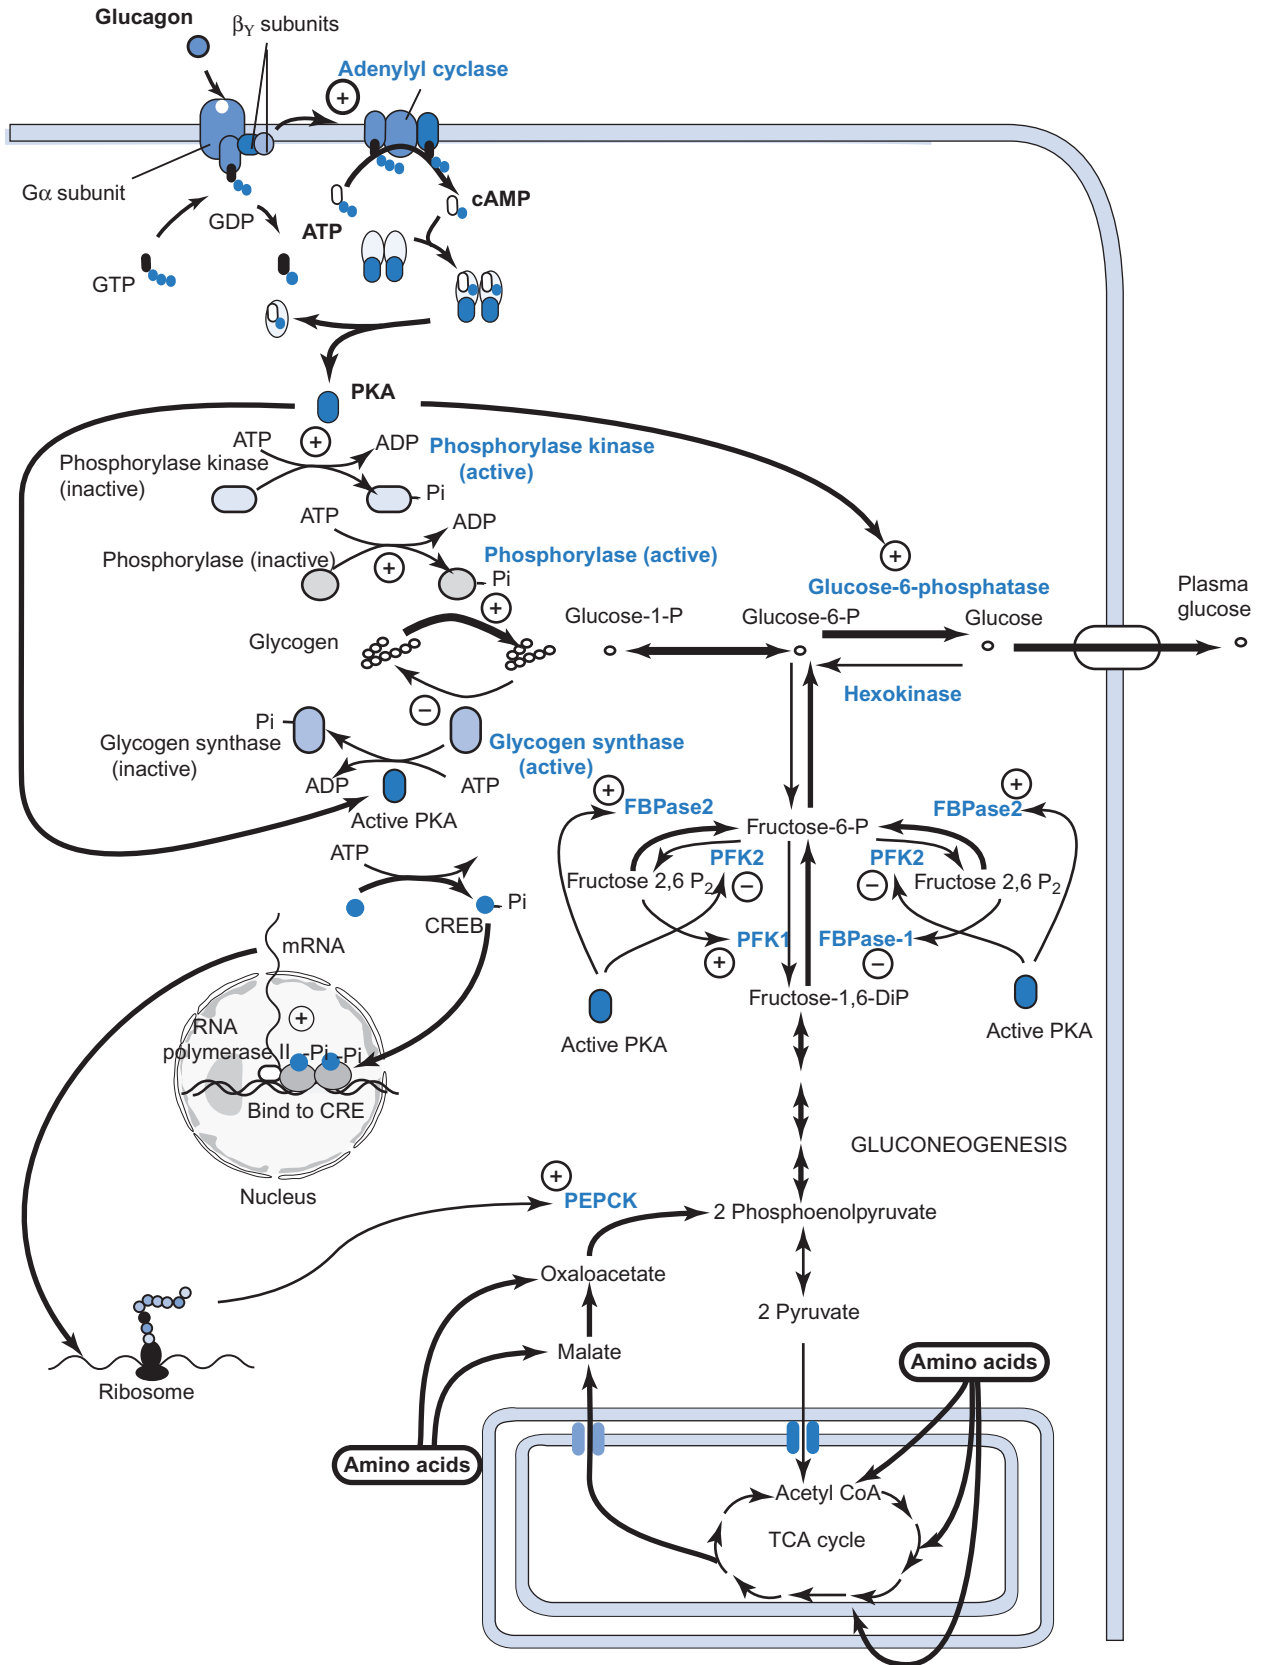 Glucagon
βY subunits
Adenylyl cyclase
+
Gα subunit
GDP
ATP
cAMP
GTP
PKA
ATP
+
ADP
Phosphorylase kinase
(active)
Phosphorylase kinase
(inactive)
Pi
ATP
ADP
Phosphorylase (inactive)
+
Phosphorylase (active)
Pi
+
+
Glucose-6-phosphatase
Plasma
glucose
Glycogen
Glucose-1-P
Glucose-6-P
Glucose
Hexokinase
−
Pi
Glycogen synthase
(inactive)
Glycogen synthase
(active)
ADP
ATP
Active PKA
+
FBPase2
+
FBPase2
Fructose-6-P
PFK2
PFK2
ATP
Fructose 2,6 P2
−
−
Fructose 2,6 P2
Pi
CREB
mRNA
PFK1
FBPase-1
+
−
Fructose-1,6-DiP
Active PKA
Active PKA
+
RNA
polymerase II
-Pi
-Pi
Bind to CRE
Nucleus
GLUCONEOGENESIS
+
PEPCK
2 Phosphoenolpyruvate
Oxaloacetate
2 Pyruvate
Malate
Amino acids
Ribosome
Amino acids
Acetyl CoA
TCA cycle